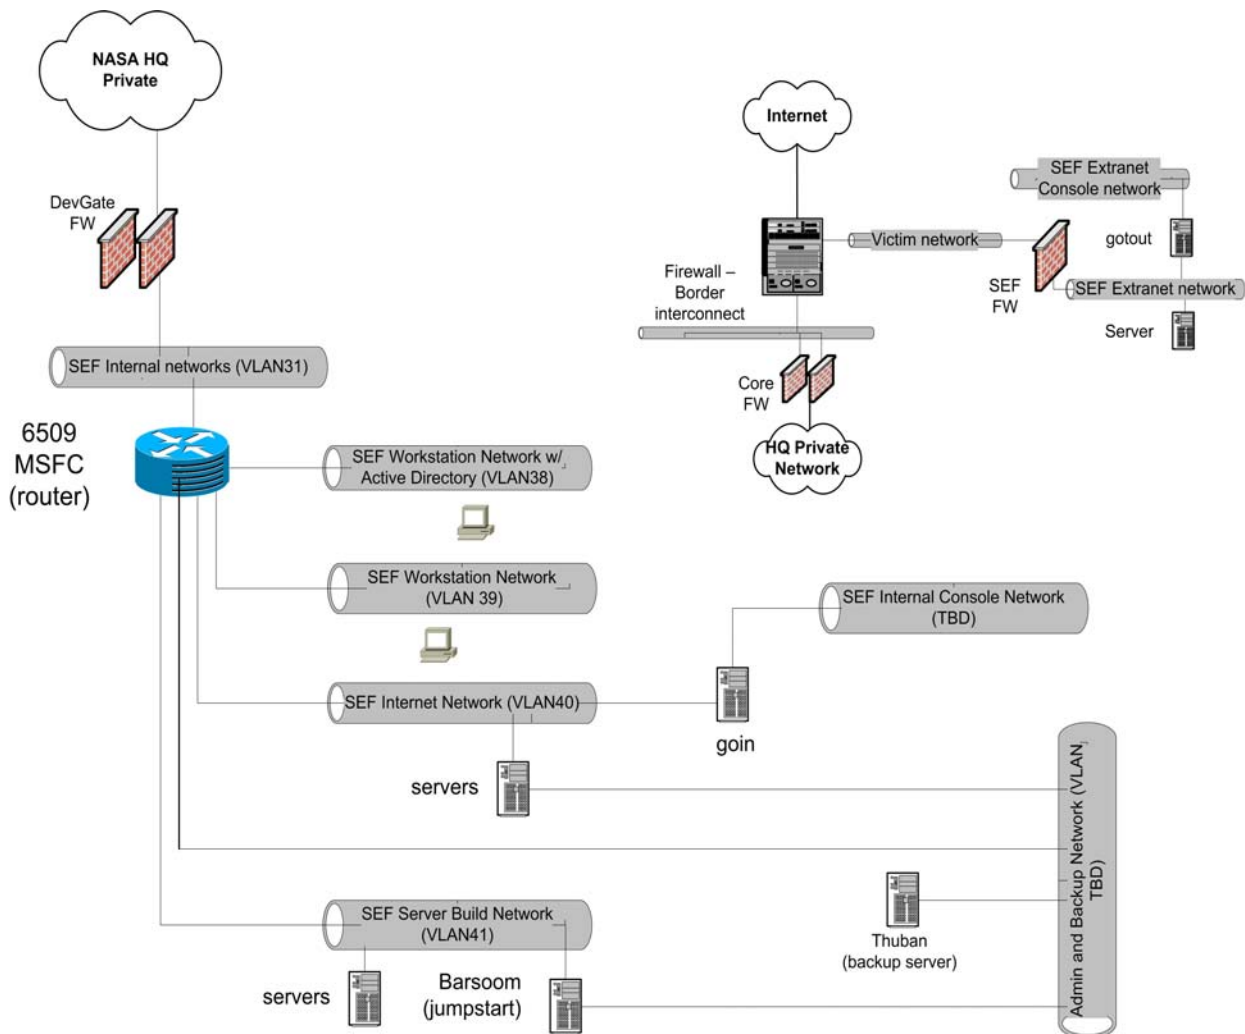 NASA HQ
Private
DevGate
FW
SEF Internal networks (VLAN31)
6509
MSFC
(router)
SEF Workstation Network w/
Active Directory (VLAN38)
SEF Workstation Network
(VLAN 39)
SEF Internet Network (VLAN40)
servers
goin
SEF Internal Console Network
(TBD)
SEF Server Build Network
(VLAN41)
servers
Barsoom
(jumpstart)
Thuban
(backup server)
Admin and Backup Network (VLAN
TBD)
Internet
Victim network
Firewall –
Border
interconnect
Core
FW
HQ Private
Network
SEF
FW
SEF Extranet
Console network
gotout
SEF Extranet network
Server